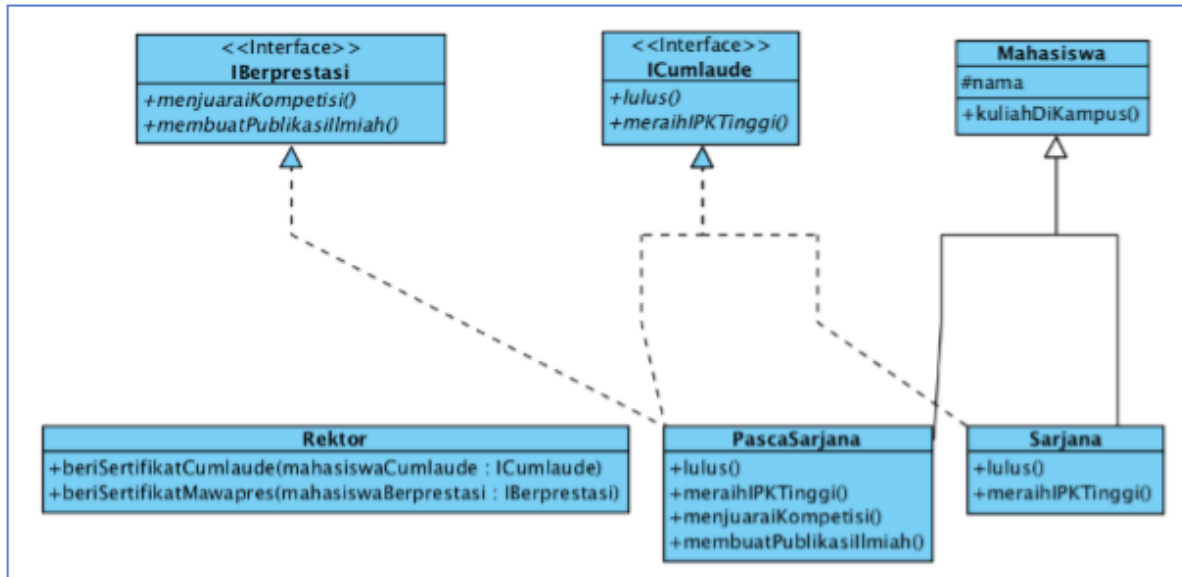 <<Interface>>
IBerprestasi
+menjuaraiKompetisi()
+membuatPublikasiIlmiah()
<<Interface>>
ICumlaude
+lulus()
+meraihIPKTinggi()
Mahasiswa
#nama
+kuliahDiKampus()
Rektor
+beriSertifikatCumlaude(mahasiswaCumlaude : ICumlaude)
+beriSertifikatMawapres(mahasiswaBerprestasi : IBerprestasi)
PascaSarjana
+lulus()
+meraihIPKTinggi()
+menjuaraiKompetisi()
+membuatPublikasiIlmiah()
Sarjana
+lulus()
+meraihIPKTinggi()